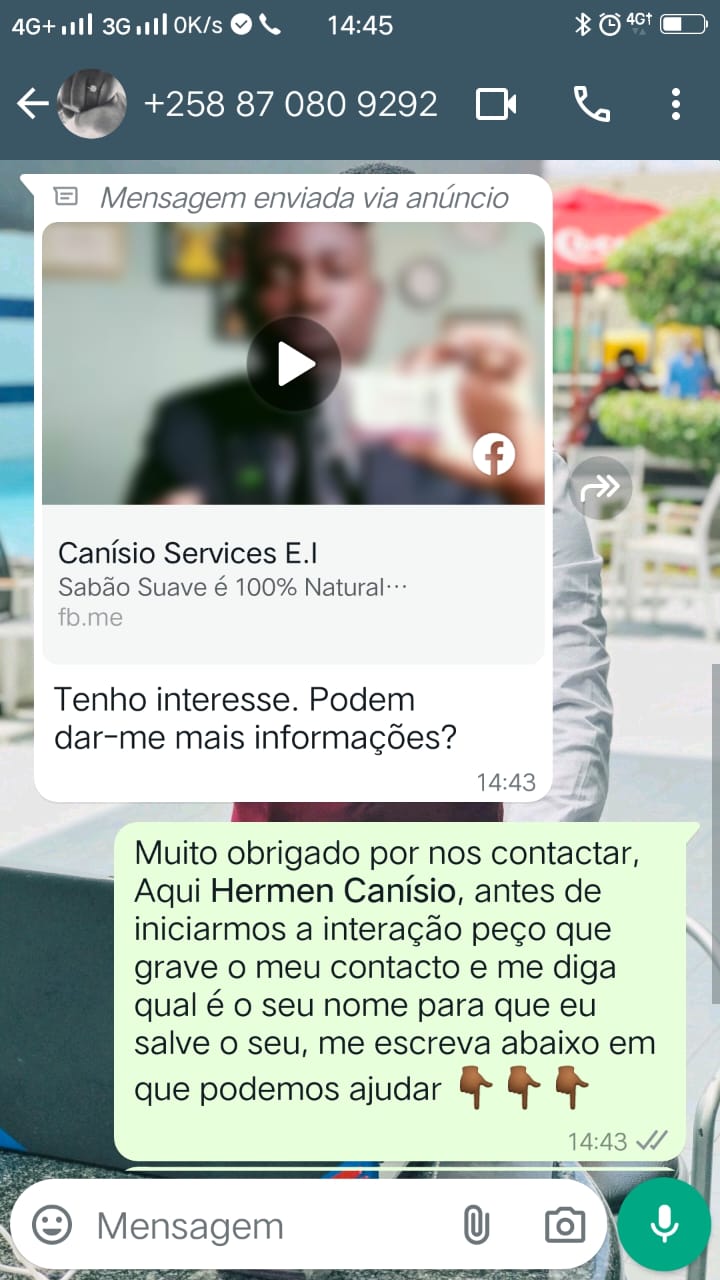 4G+ 3G 0K/s 14:45 4G
+258 87 080 9292
Mensagem enviada via anúncio
Canísio Services E.I
Sabão Suave é 100% Natural...
fb.me
Tenho interesse. Podem
dar-me mais informações?
14:43
Muito obrigado por nos contactar,
Aqui Hermen Canísio, antes de
iniciarmos a interação peço que
grave o meu contacto e me diga
qual é o seu nome para que eu
salve o seu, me escreva abaixo em
que podemos ajudar 👇🏾👇🏾👇🏾
14:43
Mensagem